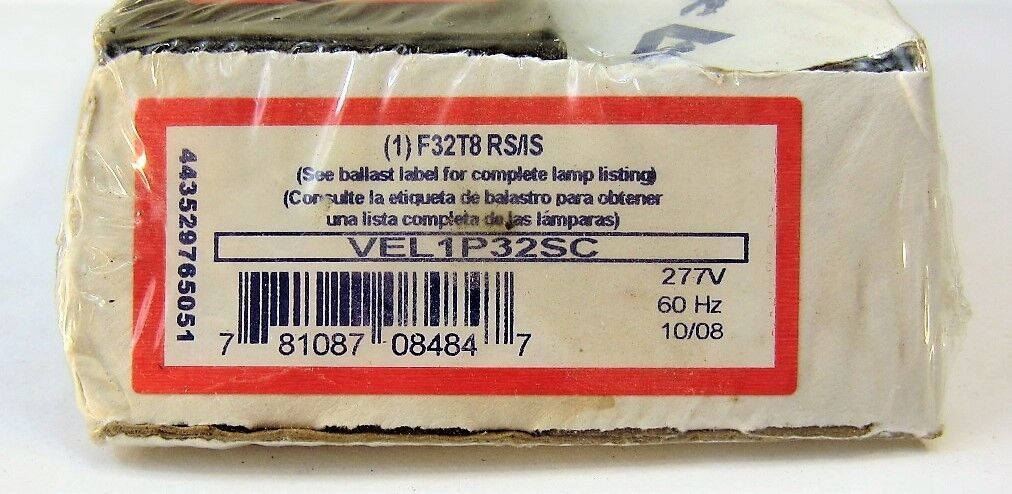 (1) F32T8 RS/IS
(See ballast label for complete lamp listing)
(Consulte la etiqueta de balastro para obtener
una lista completa de las lámparas)
VEL1P32SC
277V
60 Hz
10/08
7 81087 08484 7
443529765051